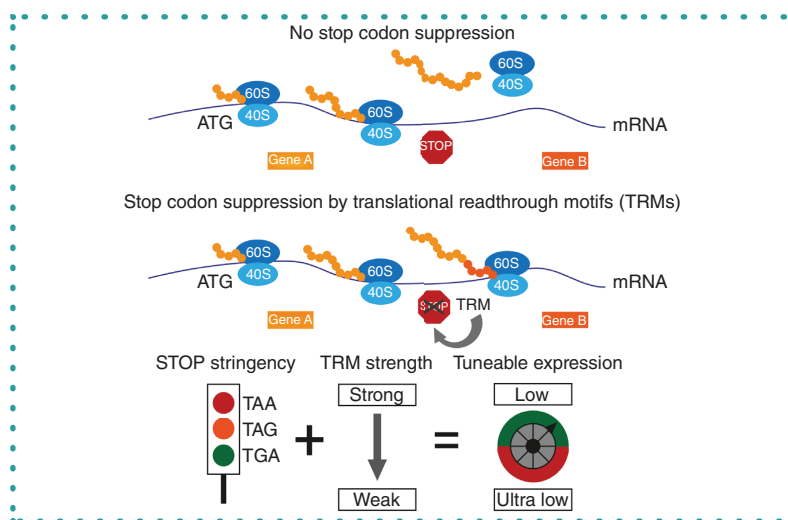 No stop codon suppression
60S
40S
60S
40S
60S
40S
ATG
STOP
mRNA
Gene A
Gene B
Stop codon suppression by translational readthrough motifs (TRMs)
60S
40S
60S
40S
60S
40S
ATG
STOP
TRM
mRNA
Gene A
Gene B
STOP stringency
TRM strength
Tuneable expression
TAA
TAG
TGA
+
Strong
Weak
=
Low
Ultra low